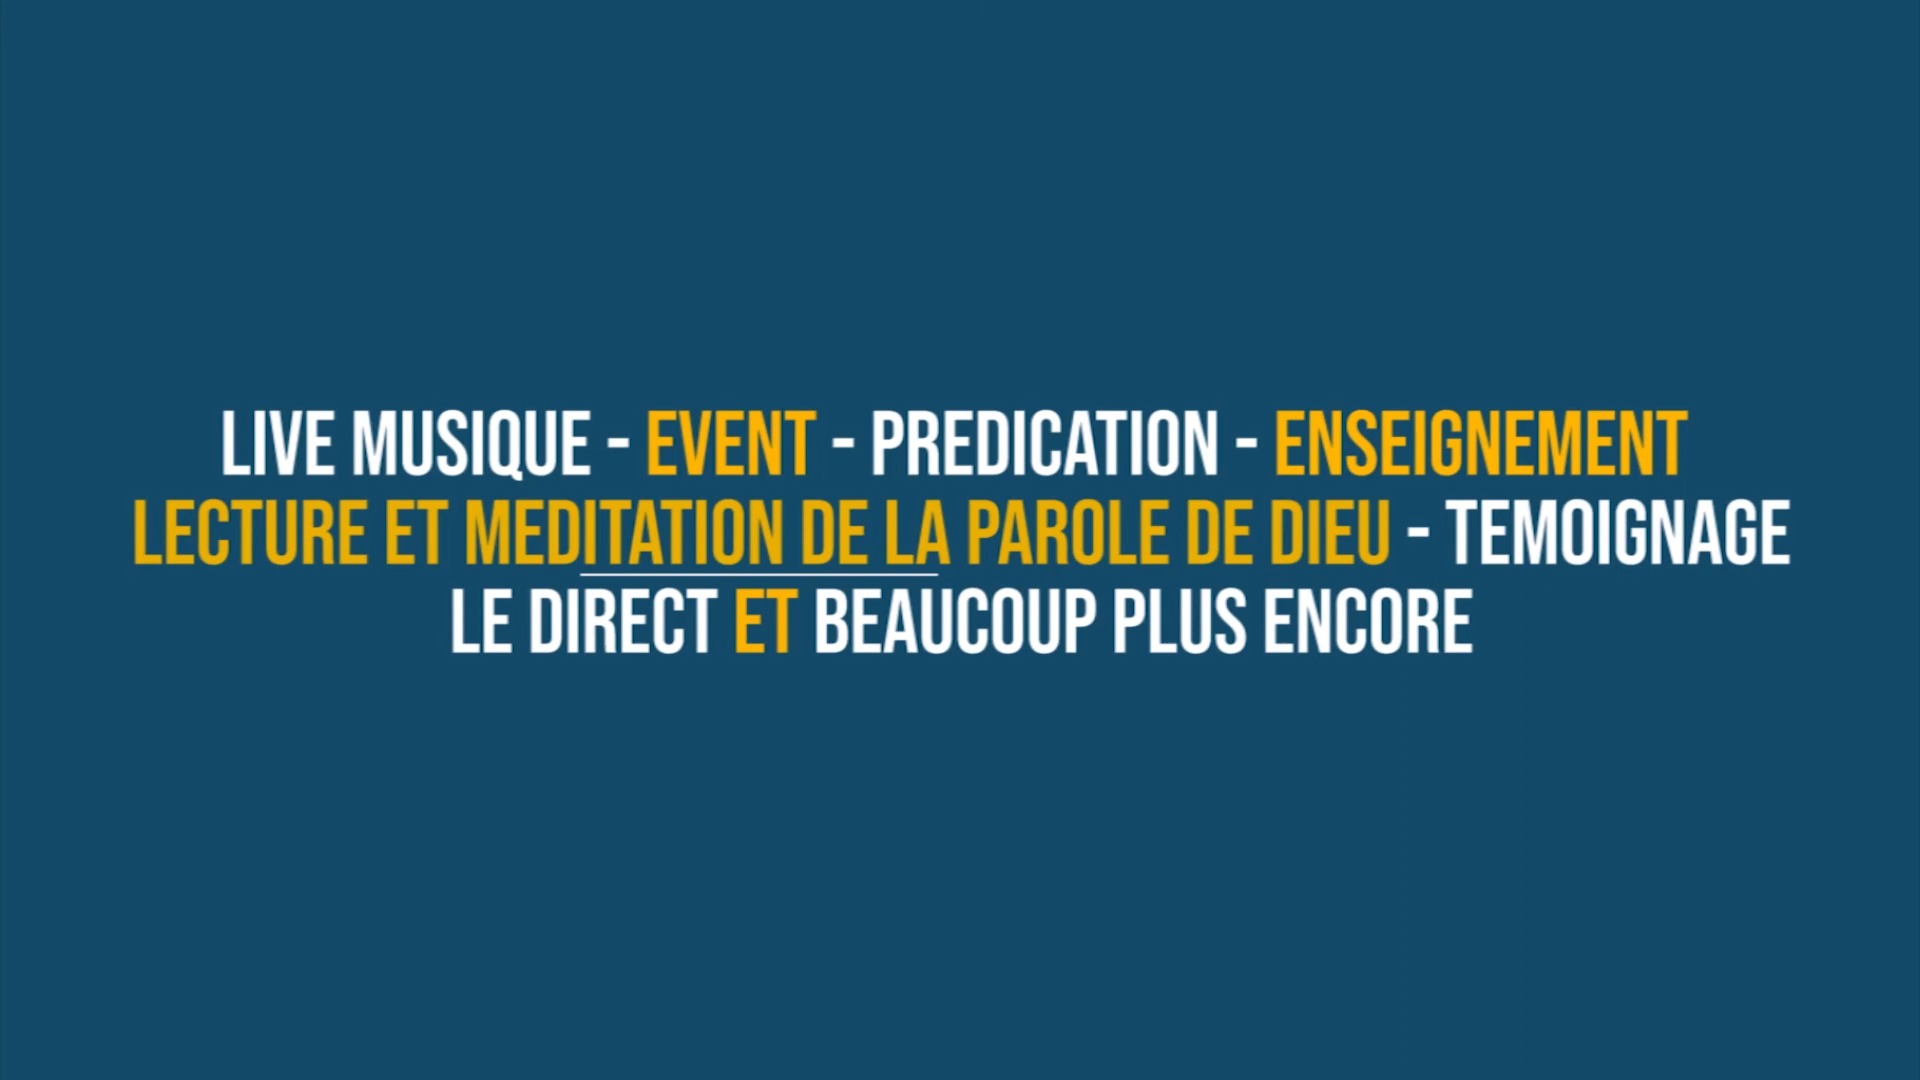 LIVE MUSIQUE - EVENT - PREDICATION - ENSEIGNEMENT
LECTURE ET MEDITATION DE LA PAROLE DE DIEU - TEMOIGNAGE
LE DIRECT ET BEAUCOUP PLUS ENCORE